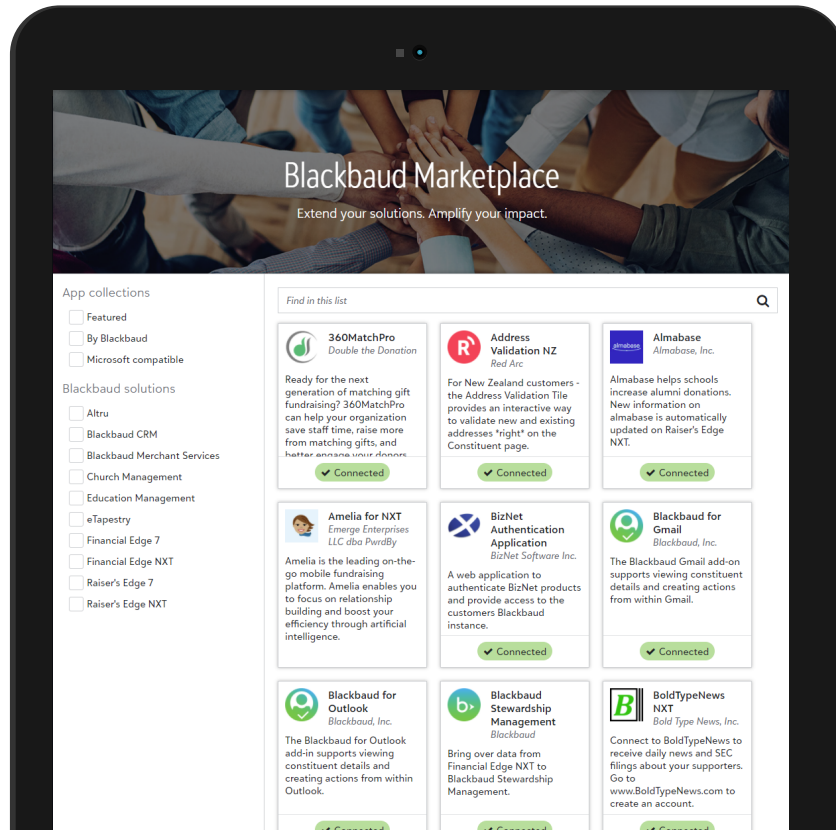 Blackbaud Marketplace
Extend your solutions. Amplify your impact.
App collections
Featured
By Blackbaud
Microsoft compatible
Blackbaud solutions
Altru
Blackbaud CRM
Blackbaud Merchant Services
Church Management
Education Management
eTapestry
Financial Edge 7
Financial Edge NXT
Raiser's Edge 7
Raiser's Edge NXT
Find in this list
360MatchPro
Double the Donation
Ready for the next
generation of matching gift
fundraising? 360MatchPro
can help your organization
save staff time, raise more
from matching gifts, and
better engage your donors
Connected
R
Address
Validation NZ
Red Arc
For New Zealand customers -
the Address Validation Tile
provides an interactive way
to validate new and existing
addresses *right* on the
Constituent page.
Connected
almabase
Almabase
Almabase, Inc.
Almabase helps schools
increase alumni donations.
New information on
almabase is automatically
updated on Raiser's Edge
NXT.
Connected
Amelia for NXT
Emerge Enterprises
LLC dba PwrdBy
Amelia is the leading on-the-
go mobile fundraising
platform. Amelia enables you
to focus on relationship
building and boost your
efficiency through artificial
intelligence.
BizNet
Authentication
Application
BizNet Software Inc.
A web application to
authenticate BizNet products
and provide access to the
customers Blackbaud
instance.
Connected
Blackbaud for
Gmail
Blackbaud, Inc.
The Blackbaud Gmail add-on
supports viewing constituent
details and creating actions
from within Gmail.
Connected
Blackbaud for
Outlook
Blackbaud, Inc.
The Blackbaud for Outlook
add-in supports viewing
constituent details and
creating actions from within
Outlook.
Connected
b
Blackbaud
Stewardship
Management
Blackbaud
Bring over data from
Financial Edge NXT to
Blackbaud Stewardship
Management.
Connected
B
BoldTypeNews
NXT
Bold Type News, Inc.
Connect to BoldTypeNews to
receive daily news and SEC
filings about your supporters.
Go to
www.BoldTypeNews.com to
create an account.
Connected